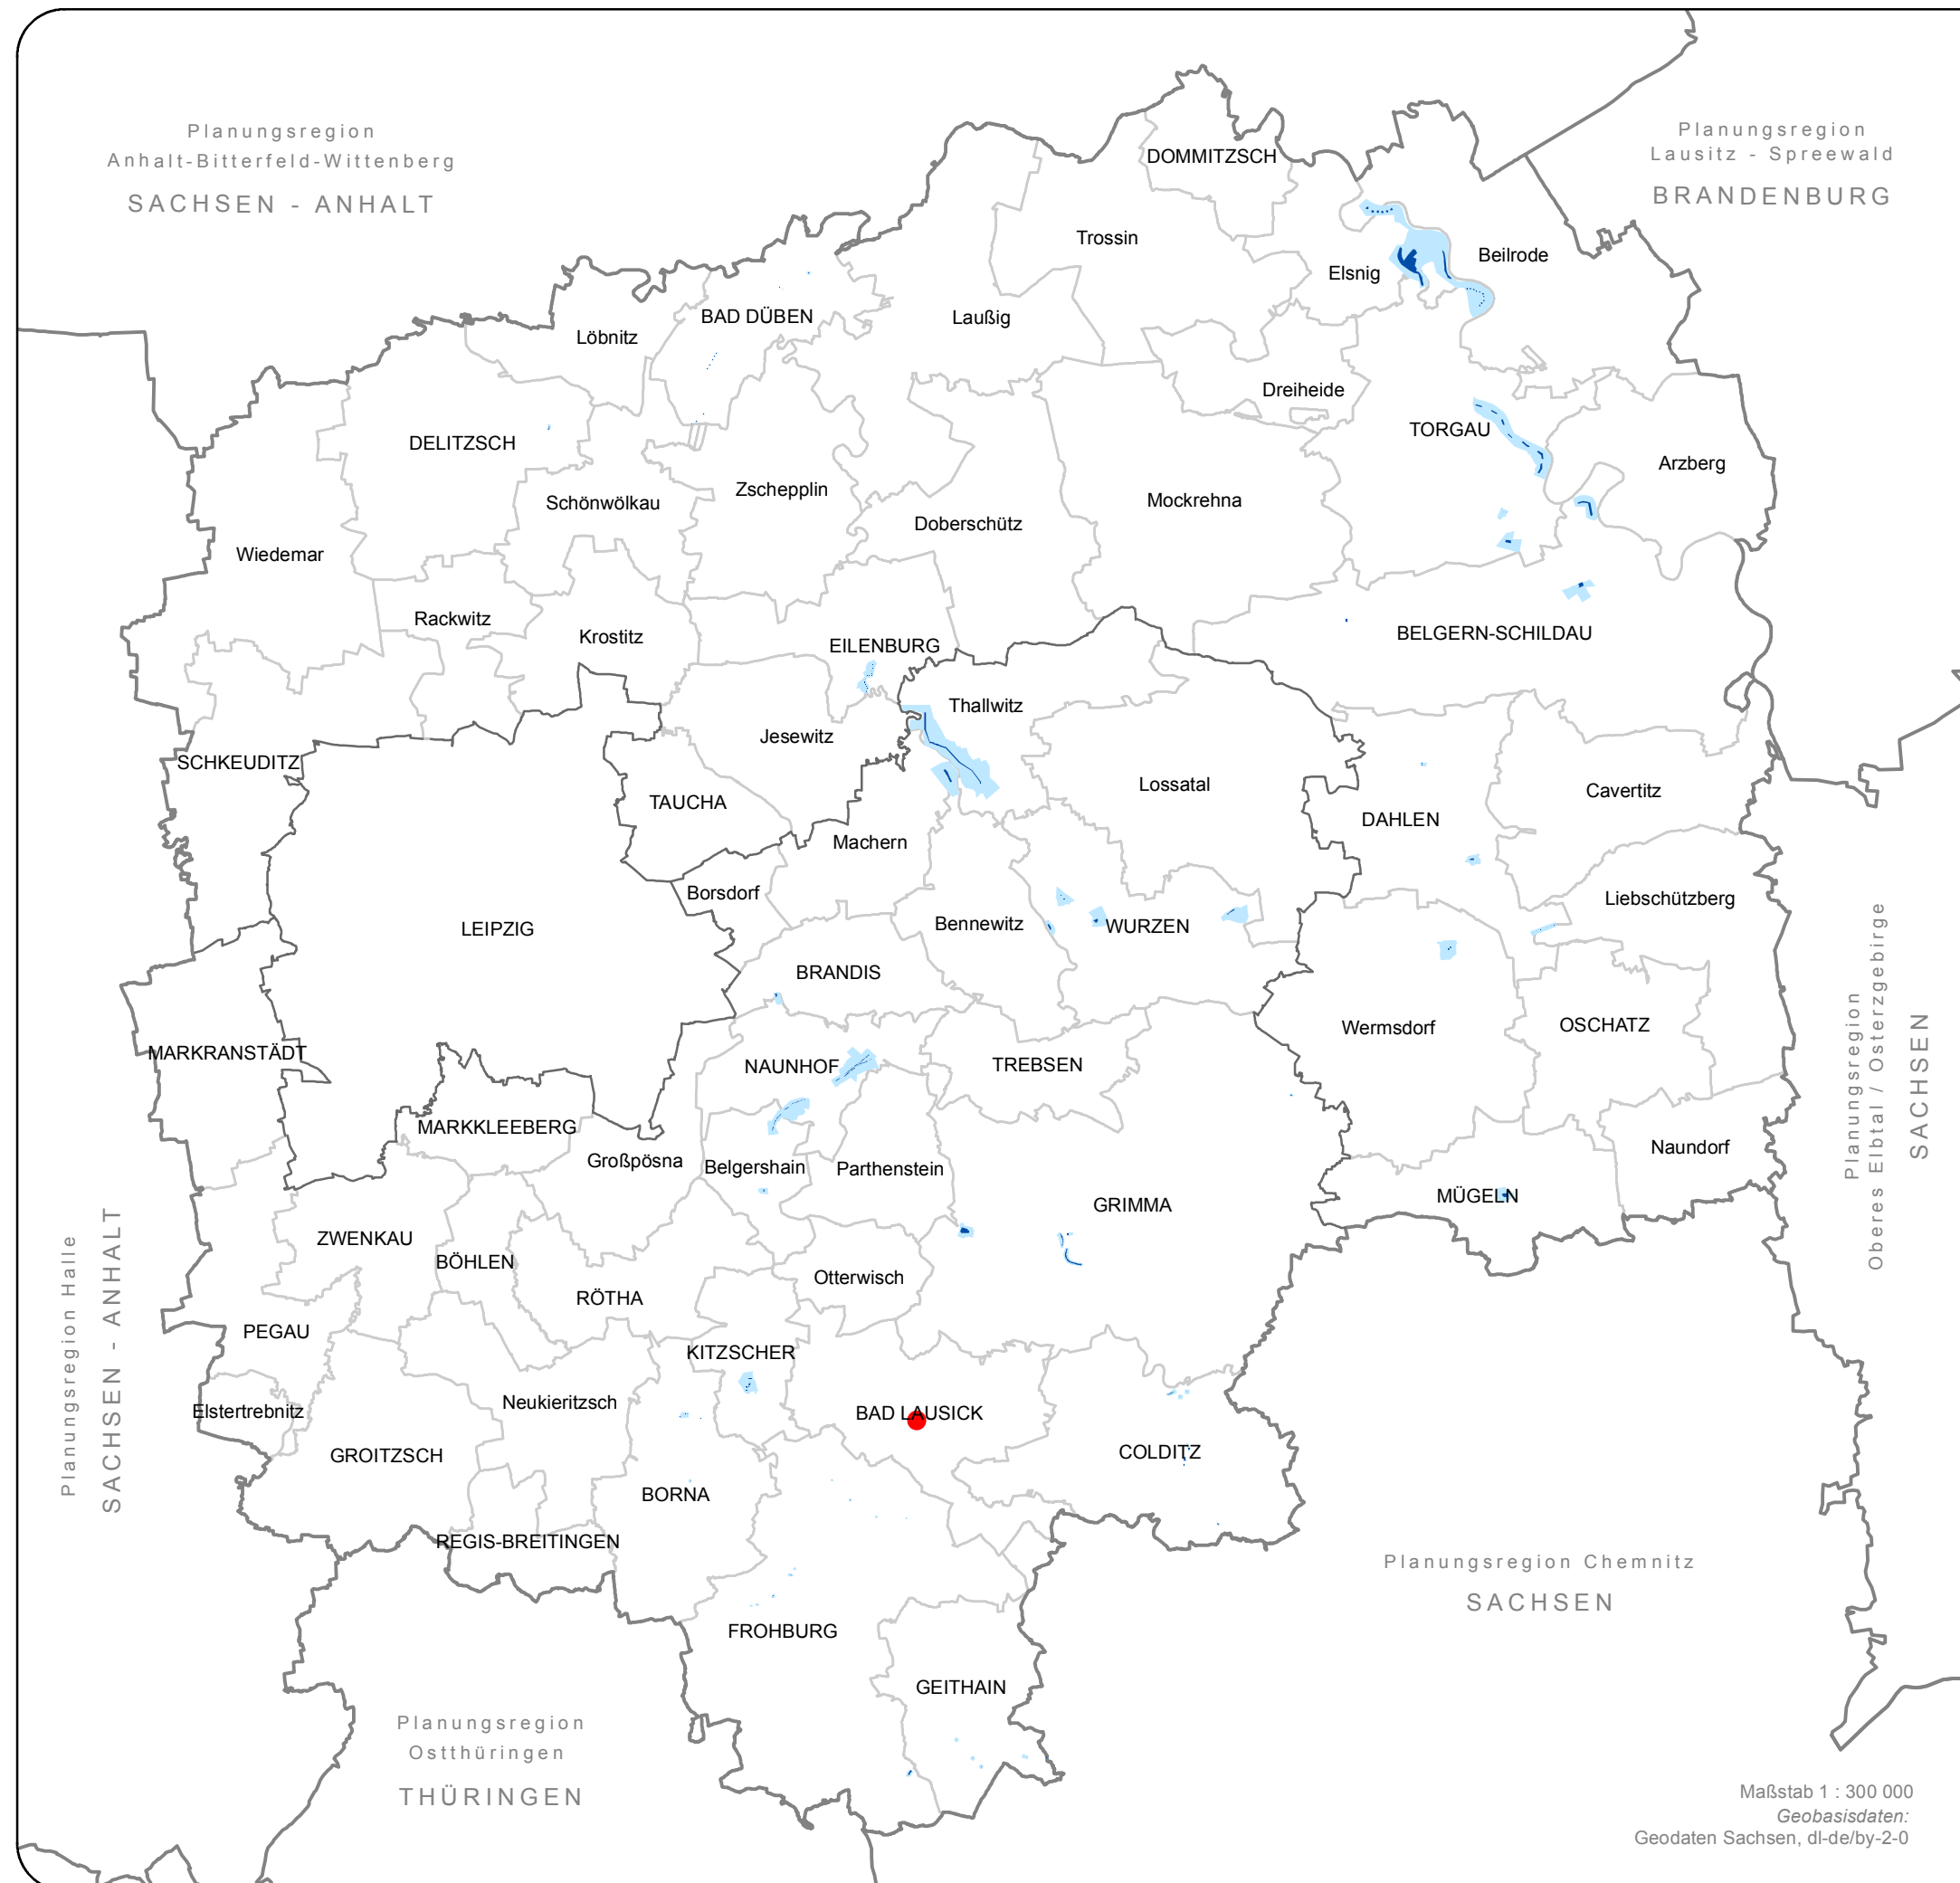 Planungsregion
Anhalt-Bitterfeld-Wittenberg
SACHSEN - ANHALT
Planungsregion
Lausitz - Spreewald
BRANDENBURG
DOMMITZSCH
Trossin
Elsnig
Beilrode
BAD DÜBEN
Laußig
Löbnitz
Dreiheide
DELITZSCH
TORGAU
Arzberg
Zschepplin
Schönwölkau
Mockrehna
Doberschütz
Wiedemar
Rackwitz
Krostitz
EILENBURG
BELGERN-SCHILDAU
Thallwitz
Jesewitz
SCHKEUDITZ
Lossatal
Cavertitz
TAUCHA
DAHLEN
Machern
Borsdorf
Liebschützberg
LEIPZIG
Bennewitz
WURZEN
BRANDIS
Wermsdorf
OSCHATZ
MARKRANSTÄDT
NAUNHOF
TREBSEN
MARKKLEEBERG
Großpösna
Belgershain
Parthenstein
Naundorf
MÜGELN
GRIMMA
ZWENKAU
BÖHLEN
Otterwisch
RÖTHA
PEGAU
KITZSCHER
Elstertrebnitz
Neukieritzsch
BAD LAUSICK
GROITZSCH
COLDITZ
BORNA
REGIS-BREITINGEN
FROHBURG
GEITHAIN
Planungsregion Halle
SACHSEN - ANHALT
Planungsregion
Oberes Elbtal / Osterzgebirge
SACHSEN
Planungsregion Chemnitz
SACHSEN
Planungsregion
Ostthüringen
THÜRINGEN
Maßstab 1 : 300 000
Geobasisdaten:
Geodaten Sachsen, dl-de/by-2-0